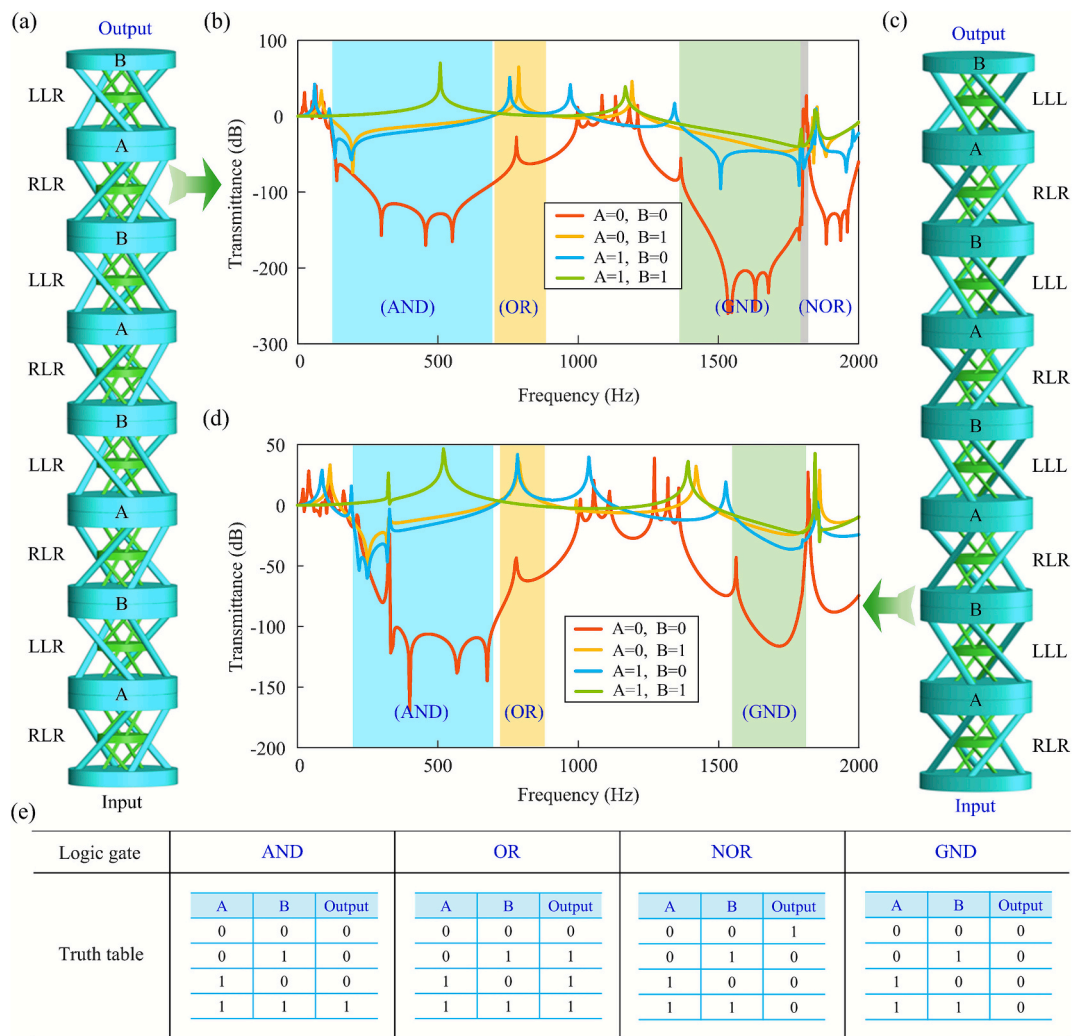 (a)
Output
B
LLR
A
RLR
B
LLR
A
RLR
B
LLR
A
RLR
B
LLR
A
RLR
Input
(b)
100
0
-100
-200
-300
Transmittance (dB)
A=0, B=0
A=0, B=1
A=1, B=0
A=1, B=1
(AND)
(OR)
(GND)
(NOR)
0
500
1000
1500
2000
Frequency (Hz)
(d)
50
0
-50
-100
-150
-200
Transmittance (dB)
A=0, B=0
A=0, B=1
A=1, B=0
A=1, B=1
(AND)
(OR)
(GND)
0
500
1000
1500
2000
Frequency (Hz)
(c)
Output
B
LLL
A
RLR
B
LLL
A
RLR
B
LLL
A
RLR
B
LLL
A
RLR
Input
(e)
Logic gate AND OR NOR GND
Truth table
A B Output
0 0 0
0 1 0
1 0 0
1 1 1
A B Output
0 0 0
0 1 1
1 0 1
1 1 1
A B Output
0 0 1
0 1 0
1 0 0
1 1 0
A B Output
0 0 0
0 1 0
1 0 0
1 1 0